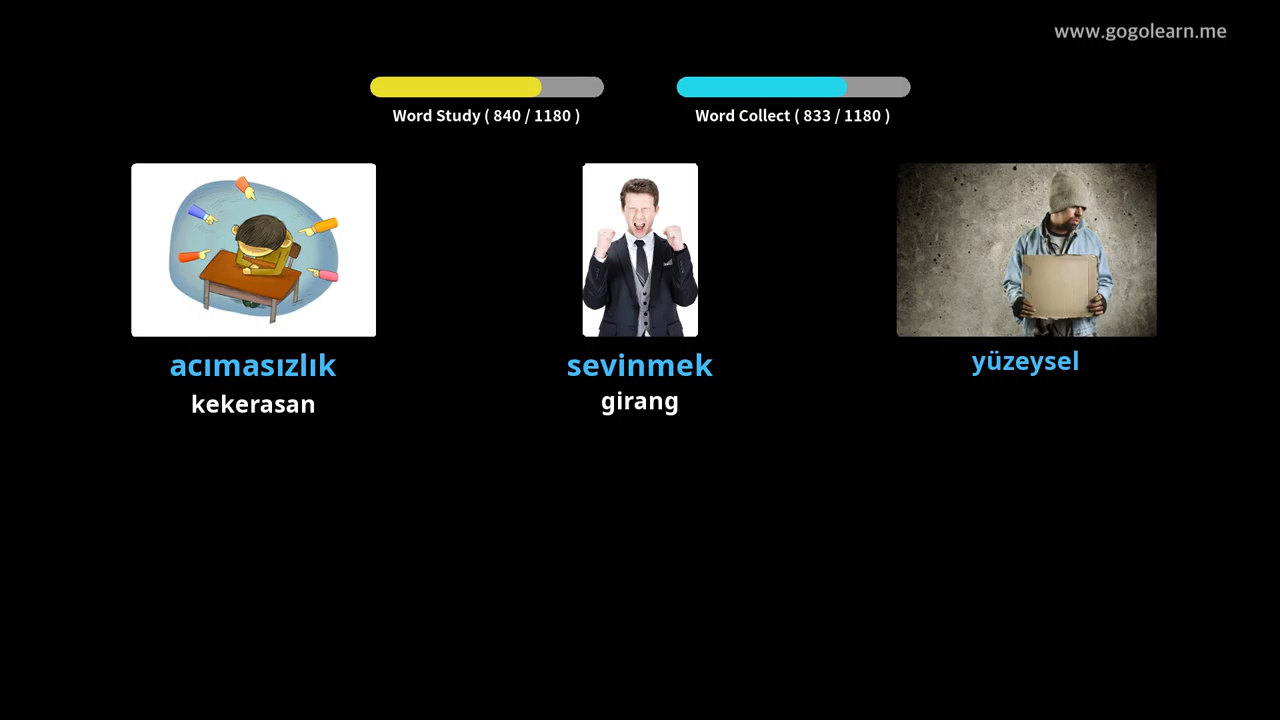 www.gogolearn.me
Word Study ( 840 / 1180 )
Word Collect ( 833 / 1180 )
acımasızlık
kekerasan
sevinmek
girang
yüzeysel